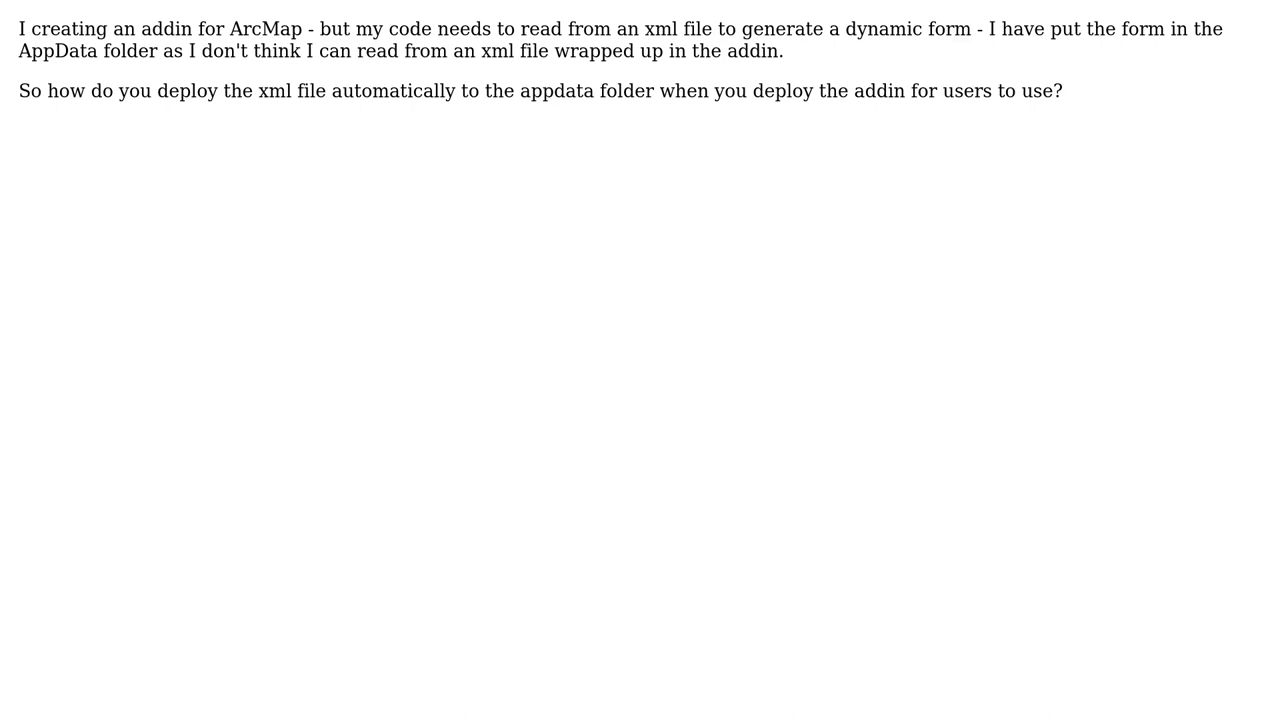 I creating an addin for ArcMap - but my code needs to read from an xml file to generate a dynamic form - I have put the form in the
AppData folder as I don't think I can read from an xml file wrapped up in the addin.
So how do you deploy the xml file automatically to the appdata folder when you deploy the addin for users to use?